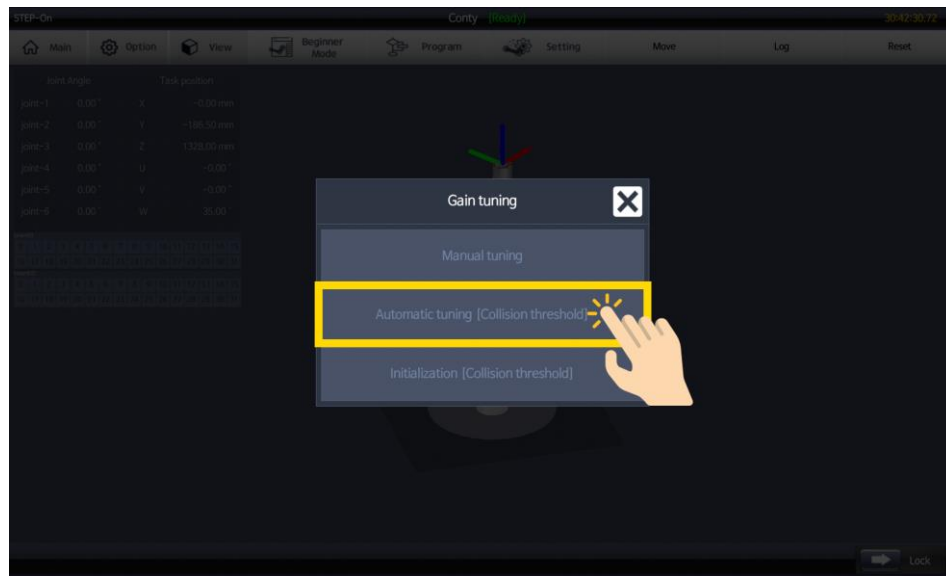 STEP-On Conty [Ready] 30:42:30.72
Main Option View Beginner Mode Program Setting Move Log Reset
Joint Angle Task position
joint-1 0.00 ° X -0.00 mm
joint-2 0.00 ° Y -186.50 mm
joint-3 0.00 ° Z 1328.00 mm
joint-4 0.00 ° U -0.00 °
joint-5 0.00 ° V -0.00 °
joint-6 0.00 ° W 35.00 °
Gain tuning
Manual tuning
Automatic tuning [Collision threshold]
Initialization [Collision threshold]
Lock